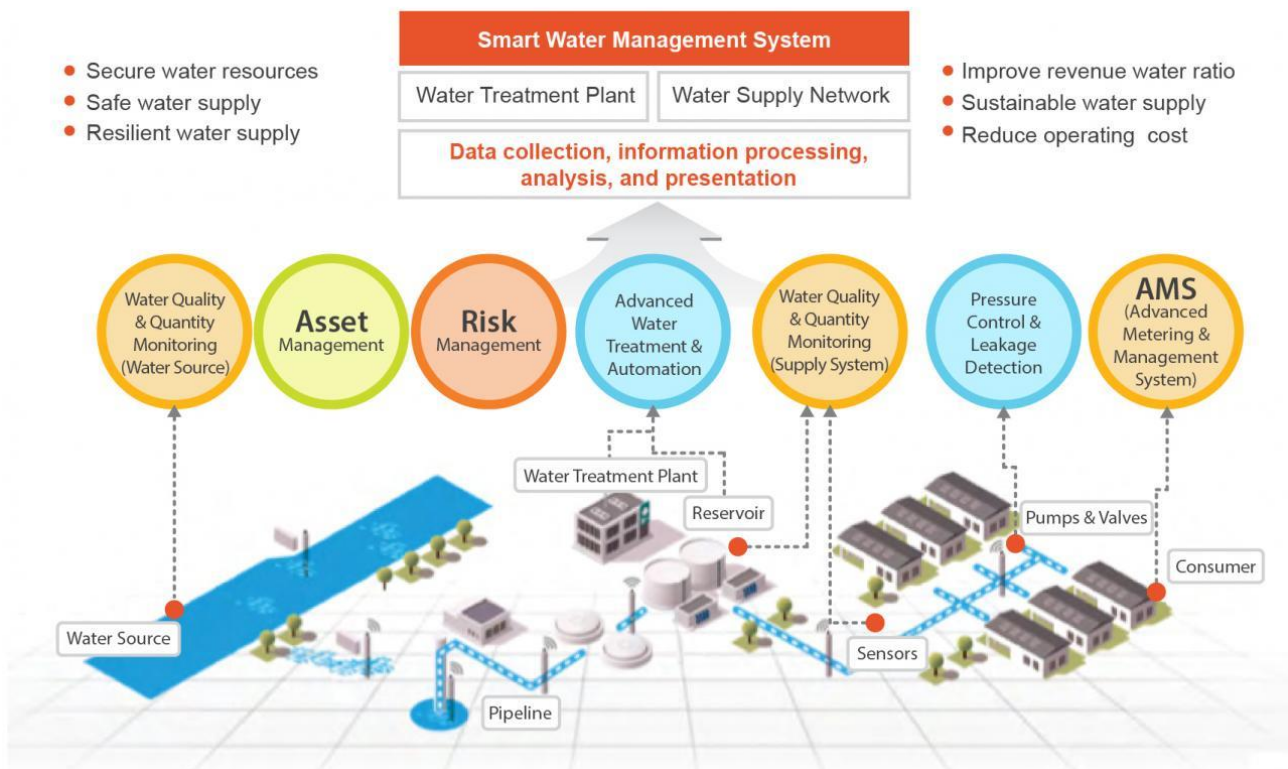 Smart Water Management System
Secure water resources
Safe water supply
Resilient water supply
Water Treatment Plant
Water Supply Network
Improve revenue water ratio
Sustainable water supply
Reduce operating cost
Data collection, information processing,
analysis, and presentation
Water Quality
& Quantity
Monitoring
(Water Source)
Asset
Management
Risk
Management
Advanced
Water
Treatment &
Automation
Water Quality
& Quantity
Monitoring
(Supply System)
Pressure
Control &
Leakage
Detection
AMS
(Advanced
Metering &
Management
System)
Water Treatment Plant
Reservoir
Pumps & Valves
Consumer
Water Source
Sensors
Pipeline